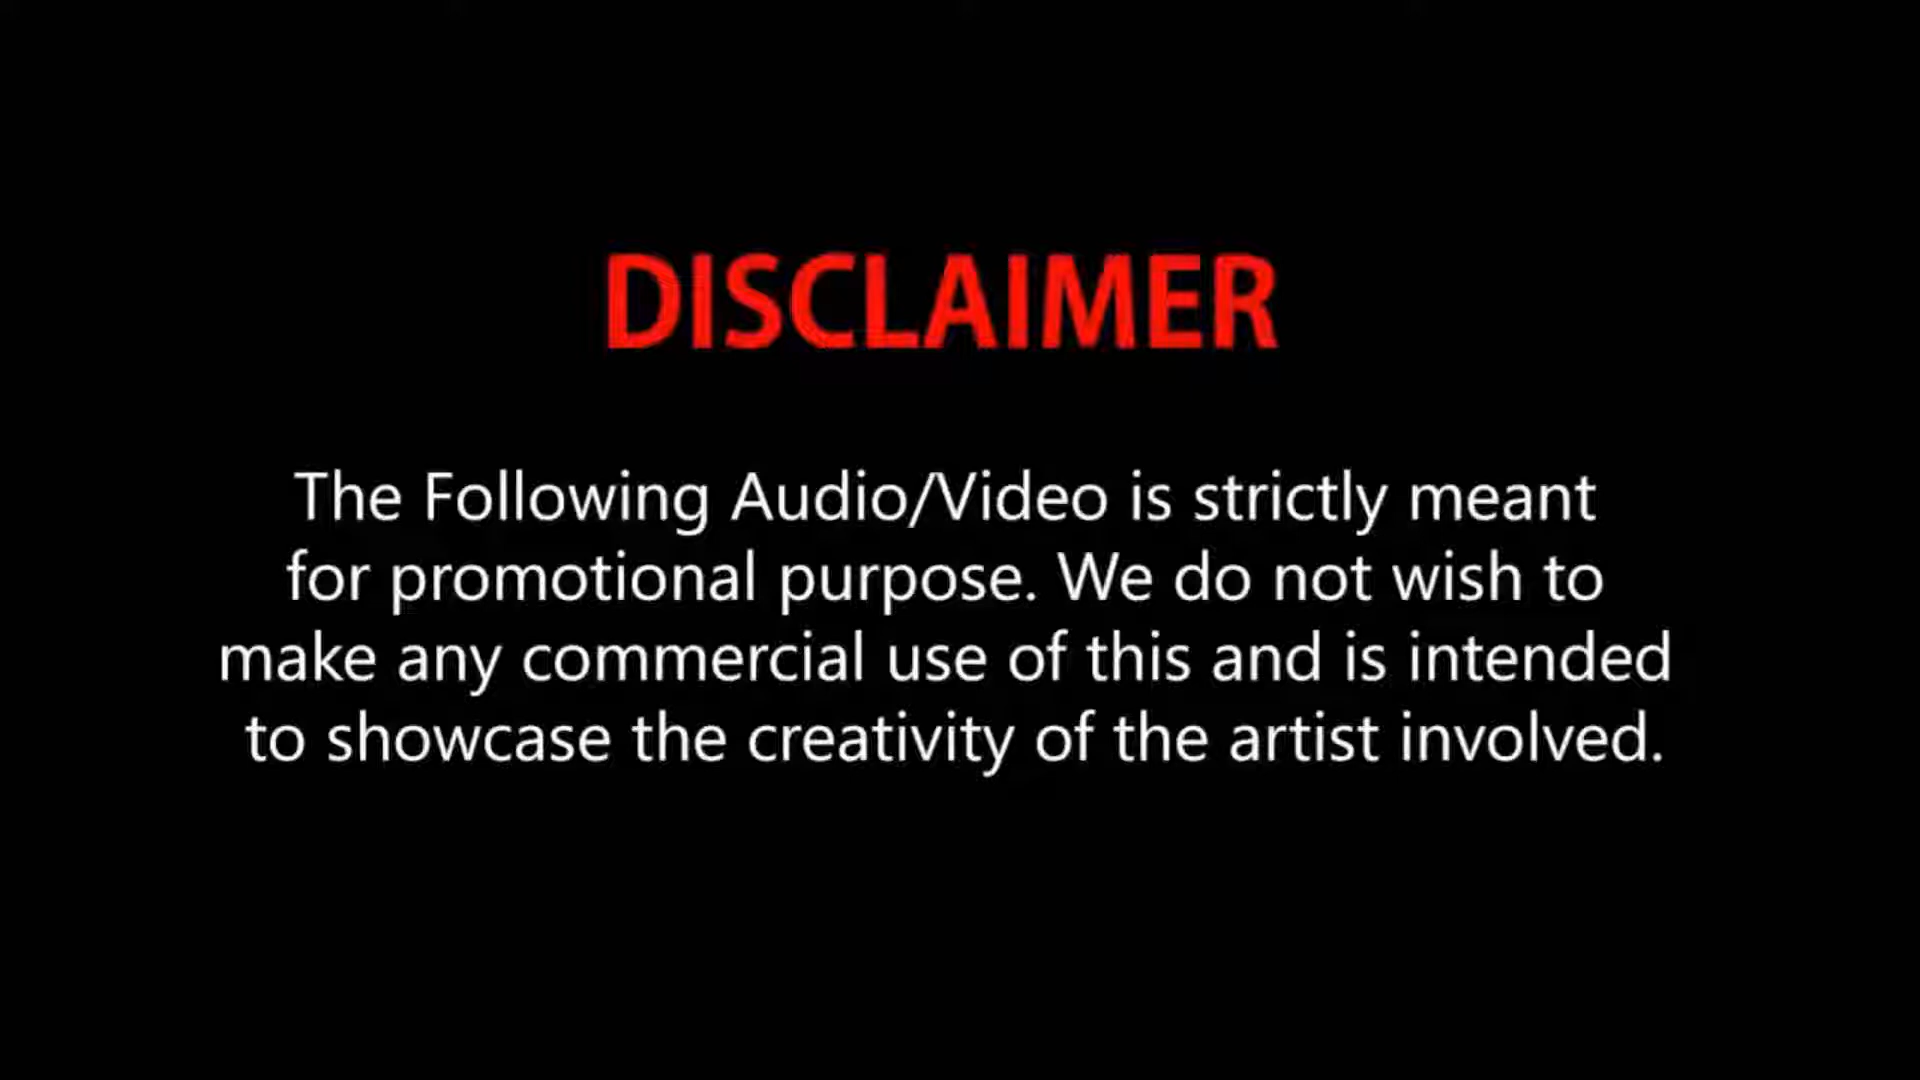 DISCLAIMER
The Following Audio/Video is strictly meant
for promotional purpose. We do not wish to
make any commercial use of this and is intended
to showcase the creativity of the artist involved.